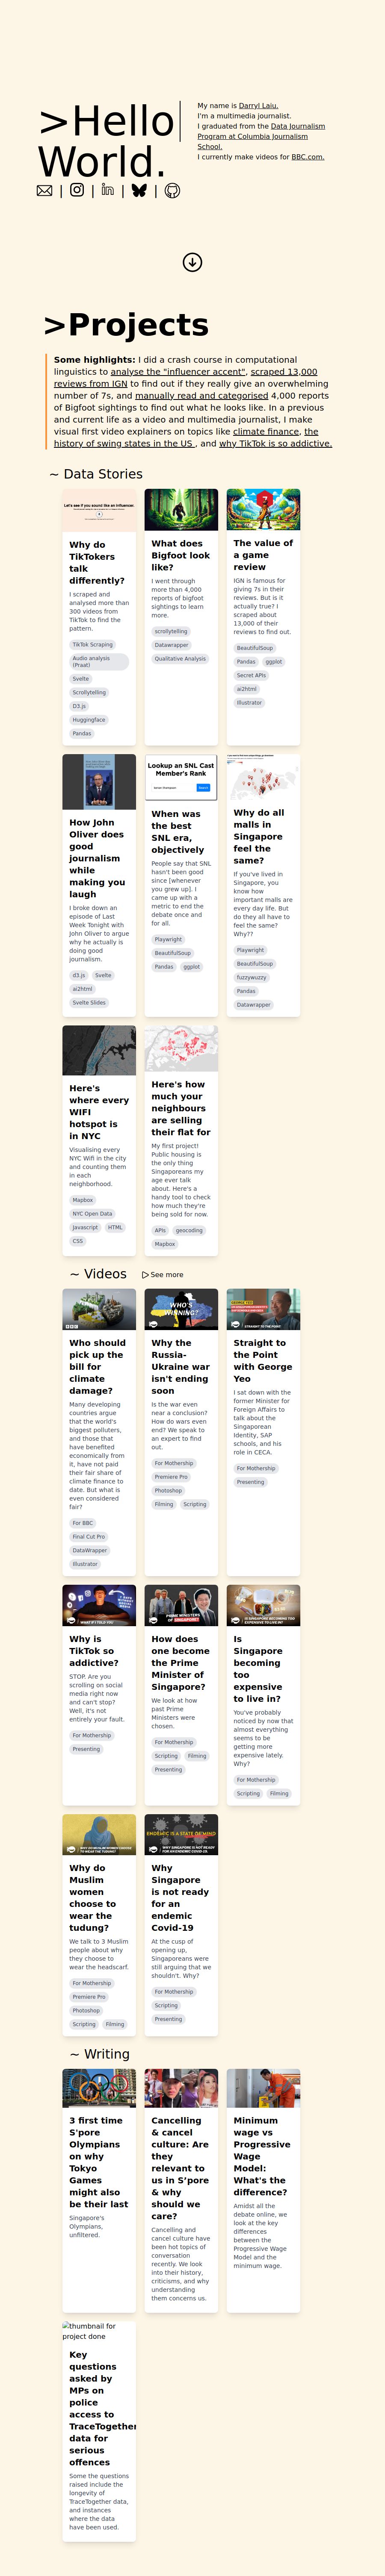 >Hello
World.
My name is Darryl Laiu.
I'm a multimedia journalist.
I graduated from the Data Journalism
Program at Columbia Journalism
School.
I currently make videos for BBC.com.
>Projects
Some highlights: I did a crash course in computational
linguistics to analyse the "influencer accent", scraped 13,000
reviews from IGN to find out if they really give an overwhelming
number of 7s, and manually read and categorised 4,000 reports
of Bigfoot sightings to find out what he looks like. In a previous
and current life as a video and multimedia journalist, I make
visual first video explainers on topics like climate finance, the
history of swing states in the US , and why TikTok is so addictive.
~ Data Stories
Let's see if you sound like an influencer.
Why do
TikTokers
talk
differently?
I scraped and
analysed more than
300 videos from
TikTok to find the
pattern.
TikTok Scraping
Audio analysis
(Praat)
Svelte
Scrollytelling
D3.js
Huggingface
Pandas
What does
Bigfoot look
like?
I went through
more than 4,000
reports of bigfoot
sightings to learn
more.
scrollytelling
Datawrapper
Qualitative Analysis
The value of
a game
review
IGN is famous for
giving 7s in their
reviews. But is it
actually true? I
scraped about
13,000 of their
reviews to find out.
BeautifulSoup
Pandas ggplot
Secret APIs
ai2html
Illustrator
How John
Oliver does
good
journalism
while
making you
laugh
I broke down an
episode of Last
Week Tonight with
John Oliver to argue
why he actually is
doing good
journalism.
d3.js Svelte
ai2html
Svelte Slides
Lookup an SNL Cast
Member's Rank
Search
When was
the best
SNL era,
objectively
People say that SNL
hasn't been good
since [whenever
you grew up]. I
came up with a
metric to end the
debate once and
for all.
Playwright
BeautifulSoup
Pandas ggplot
Why do all
malls in
Singapore
feel the
same?
If you've lived in
Singapore, you
know how
important malls are
every day life. But
do they all have to
feel the same?
Why??
Playwright
BeautifulSoup
fuzzywuzzy
Pandas
Datawrapper
Here's
where every
WIFI
hotspot is
in NYC
Visualising every
NYC Wifi in the city
and counting them
in each
neighborhood.
Mapbox
NYC Open Data
Javascript HTML
CSS
Here's how
much your
neighbours
are selling
their flat for
My first project!
Public housing is
the only thing
Singaporeans my
age ever talk
about. Here's a
handy tool to check
how much they're
being sold for now.
APIs geocoding
Mapbox
~ Videos
See more
Who should
pick up the
bill for
climate
damage?
Many developing
countries argue
that the world's
biggest polluters,
and those that
have benefited
economically from
it, have not paid
their fair share of
climate finance to
date. But what is
even considered
fair?
For BBC
Final Cut Pro
DataWrapper
Illustrator
WHO'S
WINNING?
Why the
Russia-
Ukraine war
isn't ending
soon
Is the war even
near a conclusion?
How do wars even
end? We speak to
an expert to find
out.
For Mothership
Premiere Pro
Photoshop
Filming Scripting
STRAIGHT TO THE POINT
Straight to
the Point
with George
Yeo
I sat down with the
former Minister for
Foreign Affairs to
talk about the
Singaporean
Identity, SAP
schools, and his
role in CECA.
For Mothership
Presenting
WHAT IF I TOLD YOU
Why is
TikTok so
addictive?
STOP. Are you
scrolling on social
media right now
and can't stop?
Well, it's not
entirely your fault.
For Mothership
Presenting
PRIME MINISTERS
OF SINGAPORE
How does
one become
the Prime
Minister of
Singapore?
We look at how
past Prime
Ministers were
chosen.
For Mothership
Scripting Filming
Presenting
IS SINGAPORE BECOMING TOO
EXPENSIVE TO LIVE IN?
Is
Singapore
becoming
too
expensive
to live in?
You've probably
noticed by now that
almost everything
seems to be
getting more
expensive lately.
Why?
For Mothership
Scripting Filming
WHY DO MUSLIM WOMEN
CHOOSE TO WEAR THE TUDUNG?
Why do
Muslim
women
choose to
wear the
tudung?
We talk to 3 Muslim
people about why
they choose to
wear the headscarf.
For Mothership
Premiere Pro
Photoshop
Scripting Filming
ENDEMIC IS A STATE OF MIND
WHY SINGAPORE IS NOT READY
FOR AN ENDEMIC COVID-19
Why
Singapore
is not ready
for an
endemic
Covid-19
At the cusp of
opening up,
Singaporeans were
still arguing that we
shouldn't. Why?
For Mothership
Scripting
Presenting
~ Writing
3 first time
S'pore
Olympians
on why
Tokyo
Games
might also
be their last
Singapore's
Olympians,
unfiltered.
Cancelling
& cancel
culture: Are
they
relevant to
us in S’pore
& why
should we
care?
Cancelling and
cancel culture have
been hot topics of
conversation
recently. We look
into their history,
criticisms, and why
understanding
them concerns us.
Minimum
wage vs
Progressive
Wage
Model:
What's the
difference?
Amidst all the
debate online, we
look at the key
differences
between the
Progressive Wage
Model and the
minimum wage.
thumbnail for
project done
Key
questions
asked by
MPs on
police
access to
TraceTogether
data for
serious
offences
Some the questions
raised include the
longevity of
TraceTogether data,
and instances
where the data
have been used.